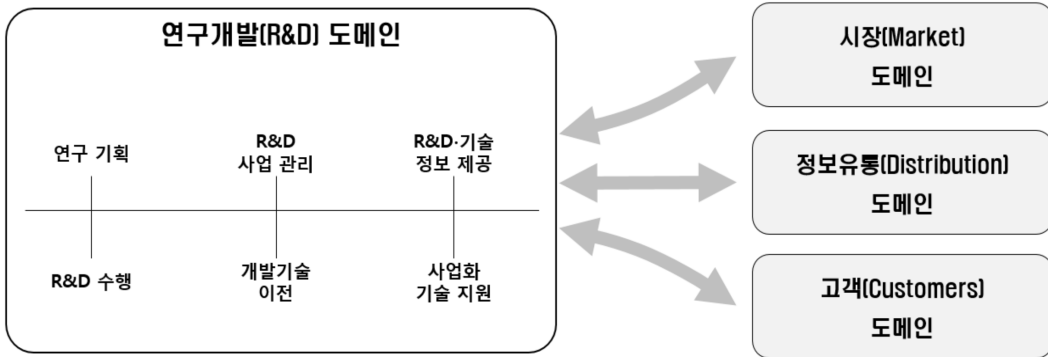 연구개발(R&D) 도메인
연구 기획
R&D
사업 관리
R&D·기술
정보 제공
R&D 수행
개발기술
이전
사업화
기술 지원
시장(Market)
도메인
정보유통(Distribution)
도메인
고객(Customers)
도메인